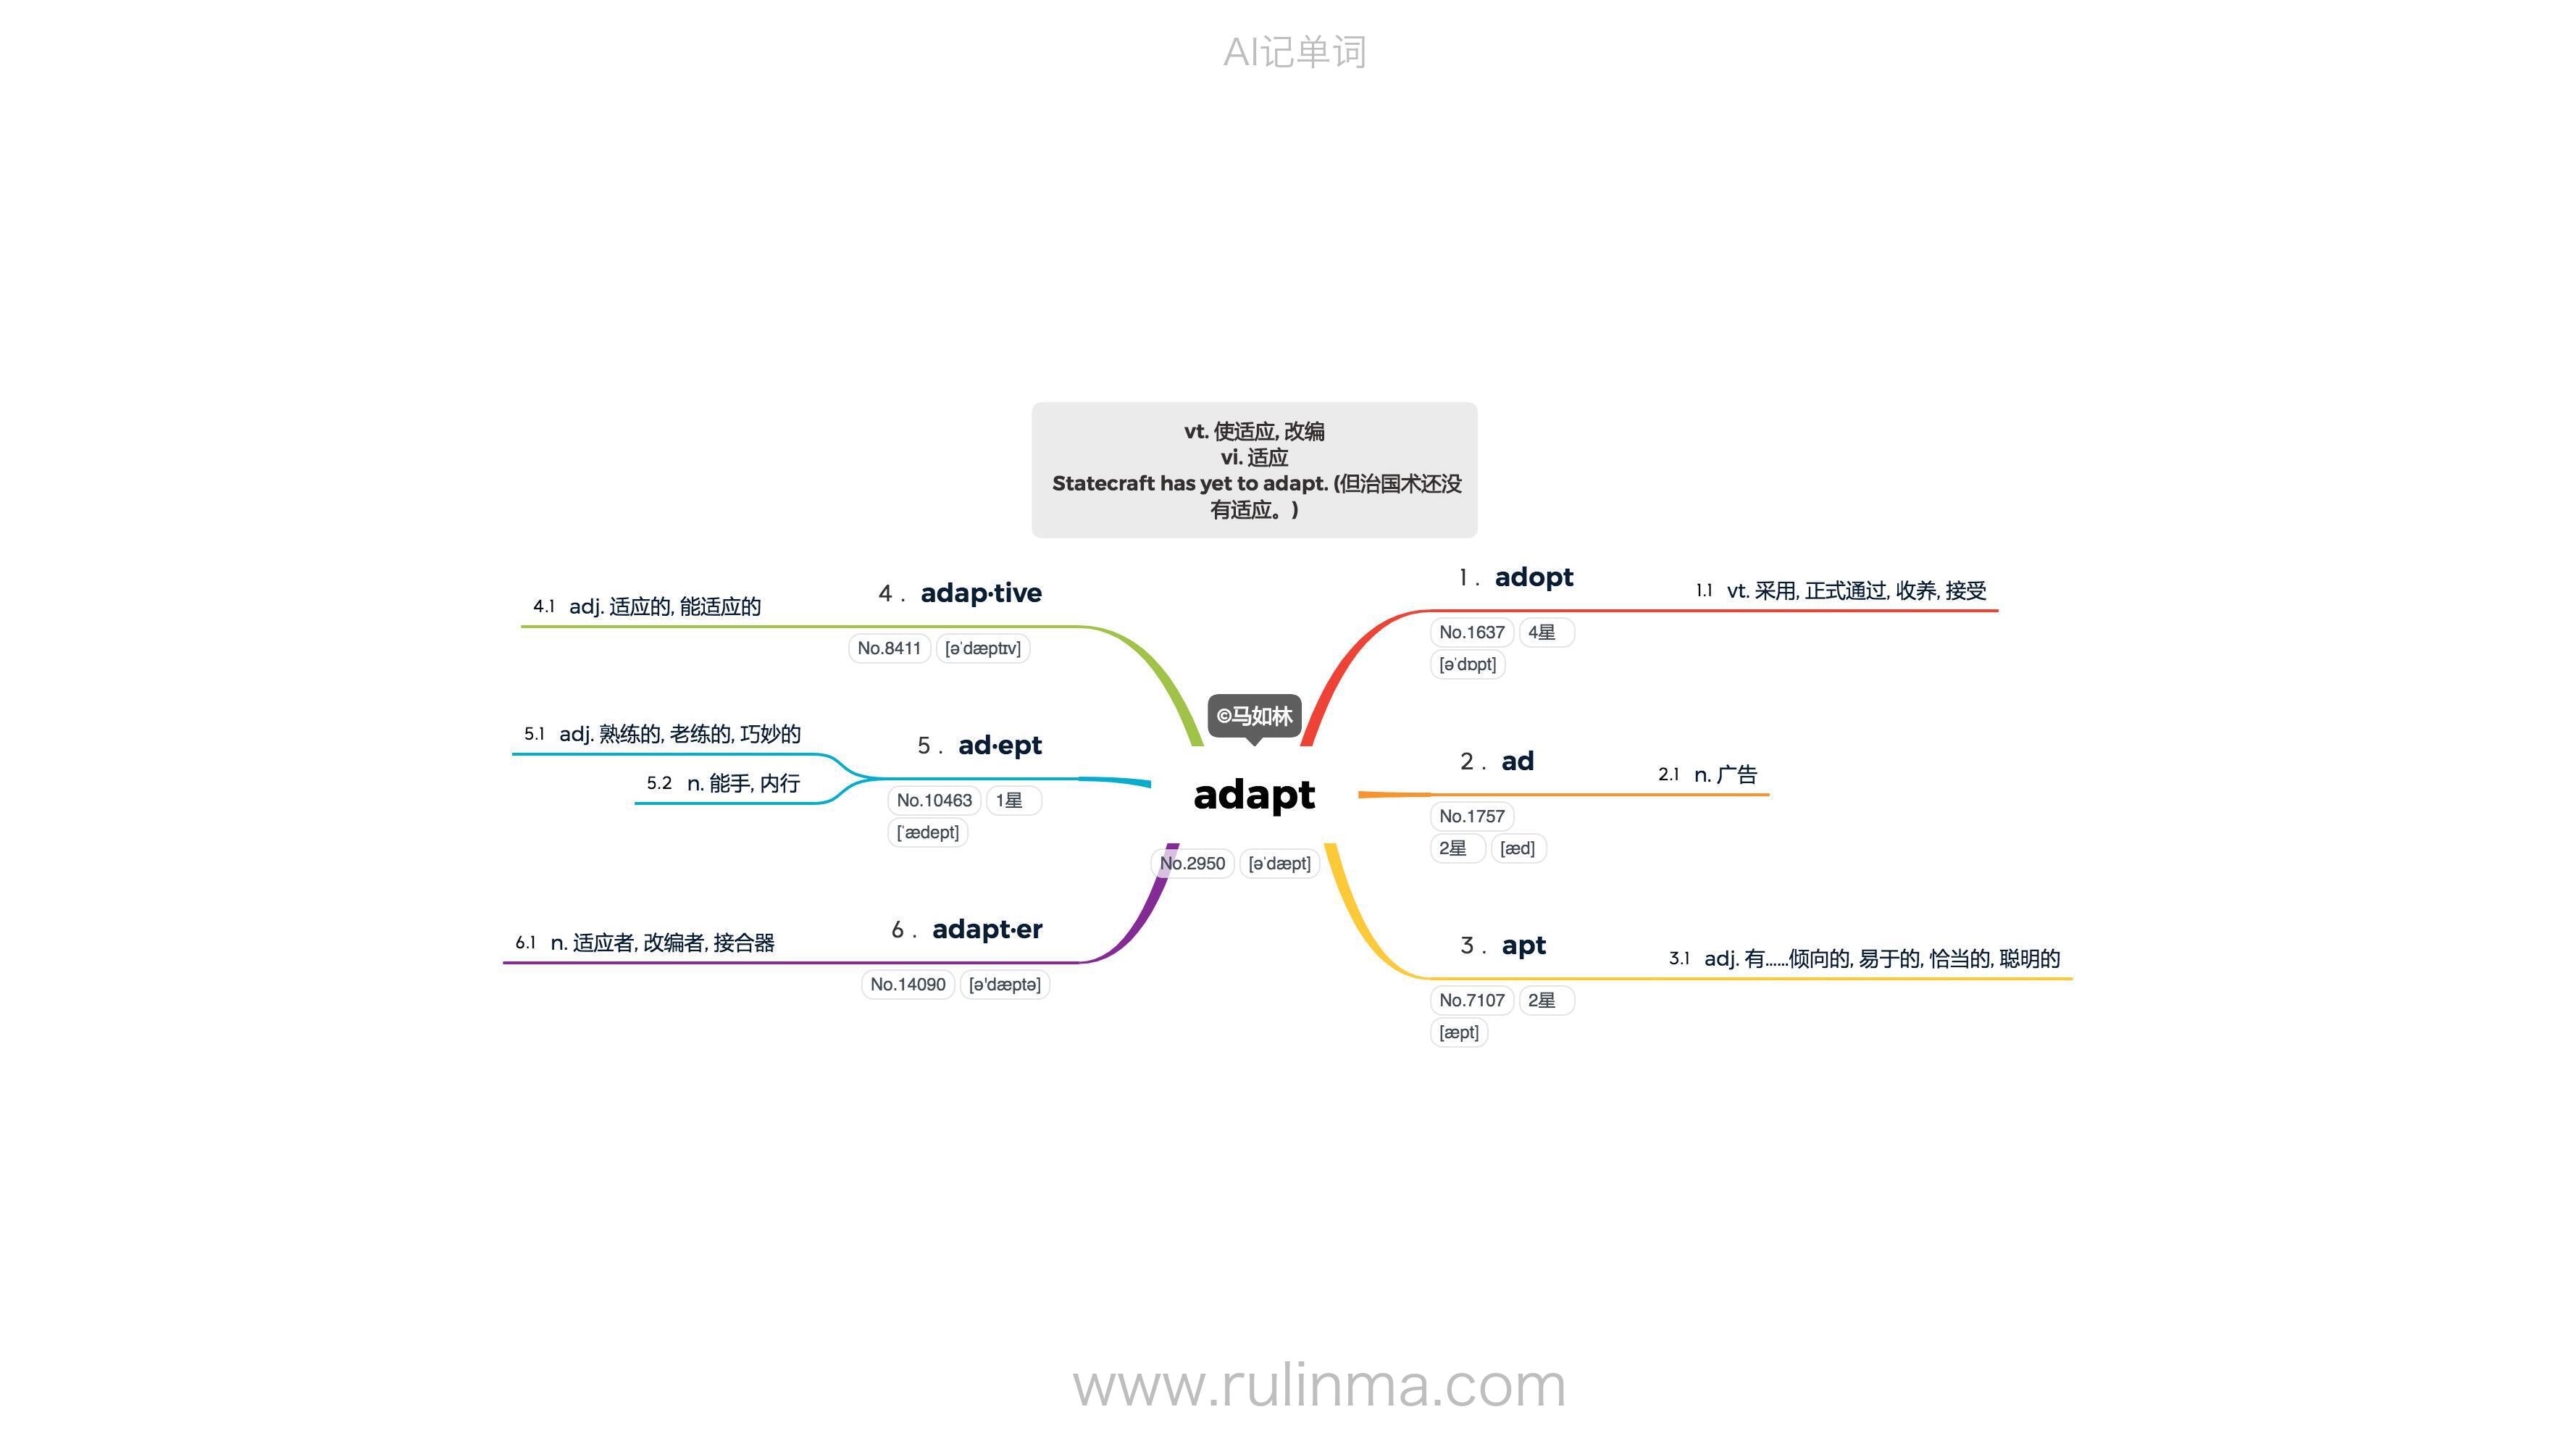 AI记单词
vt. 使适应, 改编
vi. 适应
Statecraft has yet to adapt. (但治国术还没
有适应。)
©马如林
adapt
No.2950 [əˈdæpt]
1 . adopt
No.1637 4星
[əˈdɒpt]
1.1 vt. 采用, 正式通过, 收养, 接受
2 . ad
No.1757
2星 [æd]
2.1 n. 广告
3 . apt
No.7107 2星
[æpt]
3.1 adj. 有......倾向的, 易于的, 恰当的, 聪明的
4 . adap·tive
No.8411 [əˈdæptɪv]
4.1 adj. 适应的, 能适应的
5 . ad·ept
No.10463 1星
[ˈædept]
5.1 adj. 熟练的, 老练的, 巧妙的
5.2 n. 能手, 内行
6 . adapt·er
No.14090 [ə'dæptə]
6.1 n. 适应者, 改编者, 接合器
www.rulinma.com